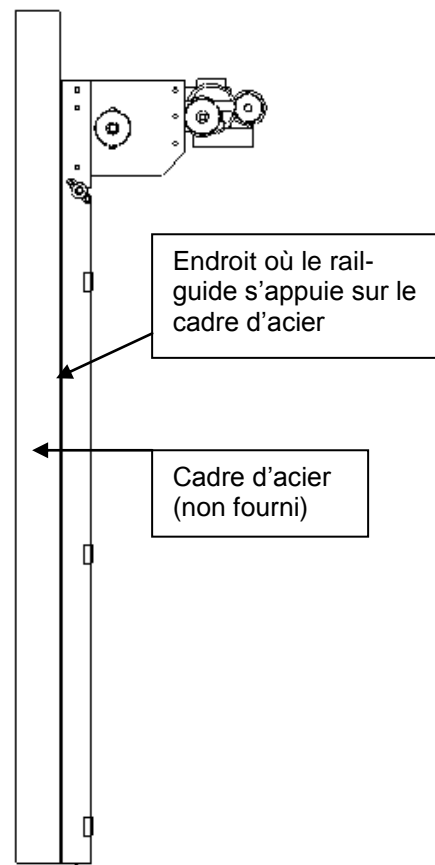 Endroit où le rail-
guide s’appuie sur le
cadre d’acier
Cadre d’acier
(non fourni)